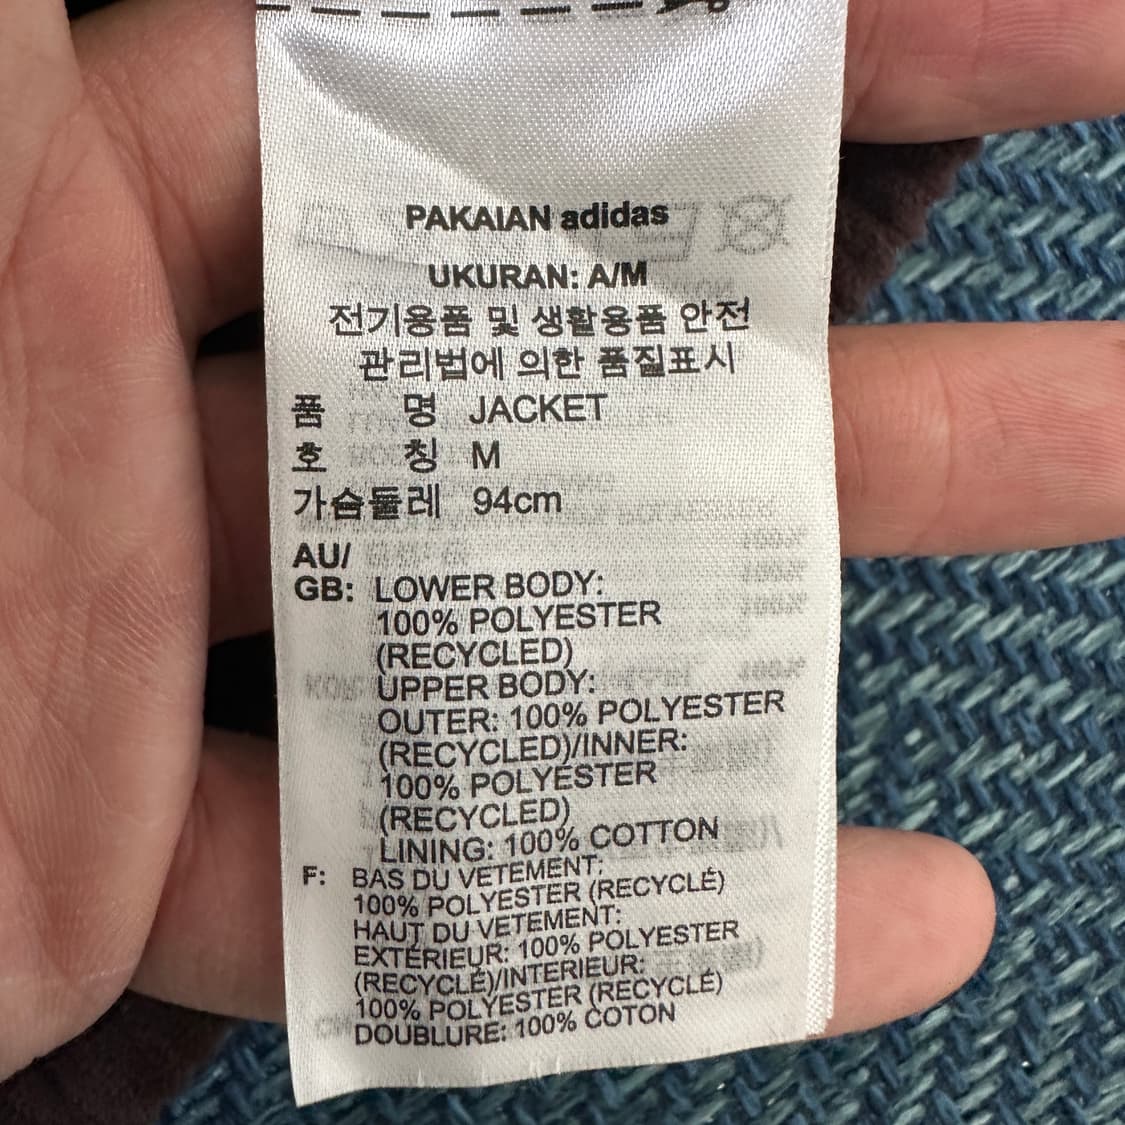 PAKAIAN adidas
UKURAN: A/M
전기용품 및 생활용품 안전
관리법에 의한 품질표시
품 명 JACKET
호 칭 M
가슴둘레 94cm
AU/
GB: LOWER BODY:
100% POLYESTER
(RECYCLED)
UPPER BODY:
OUTER: 100% POLYESTER
(RECYCLED)/INNER:
100% POLYESTER
(RECYCLED)
LINING: 100% COTTON
F: BAS DU VETEMENT:
100% POLYESTER (RECYCLÉ)
HAUT DU VETEMENT:
EXTÉRIEUR: 100% POLYESTER
(RECYCLÉ)/INTERIEUR:
100% POLYESTER (RECYCLÉ)
DOUBLURE: 100% COTON